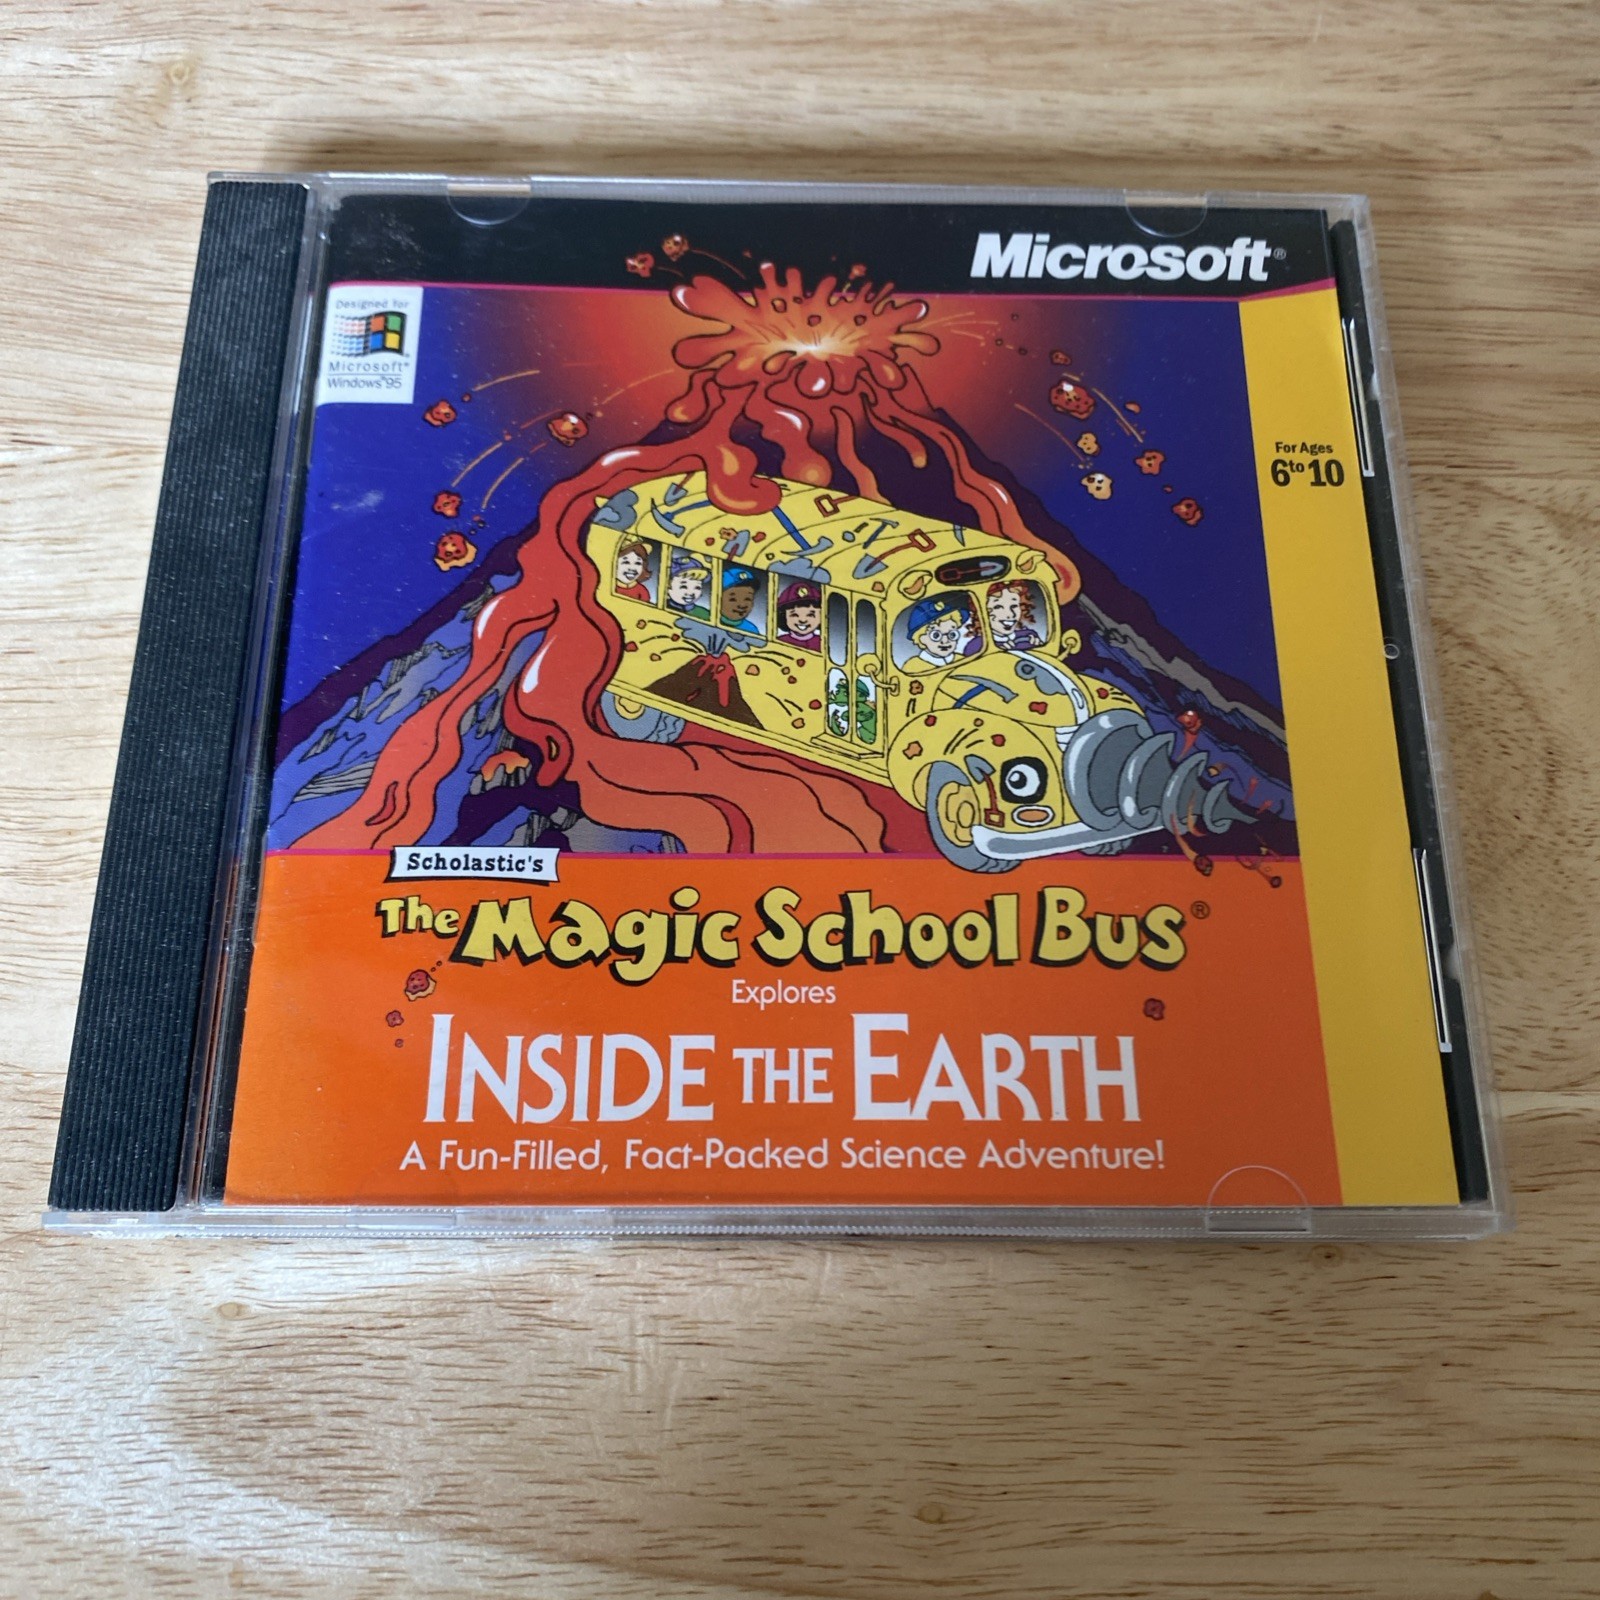 Microsoft®
Designed for
Microsoft®
Windows®95
For Ages
6 to 10
Scholastic's
The Magic School Bus®
Explores
INSIDE THE EARTH
A Fun-Filled, Fact-Packed Science Adventure!